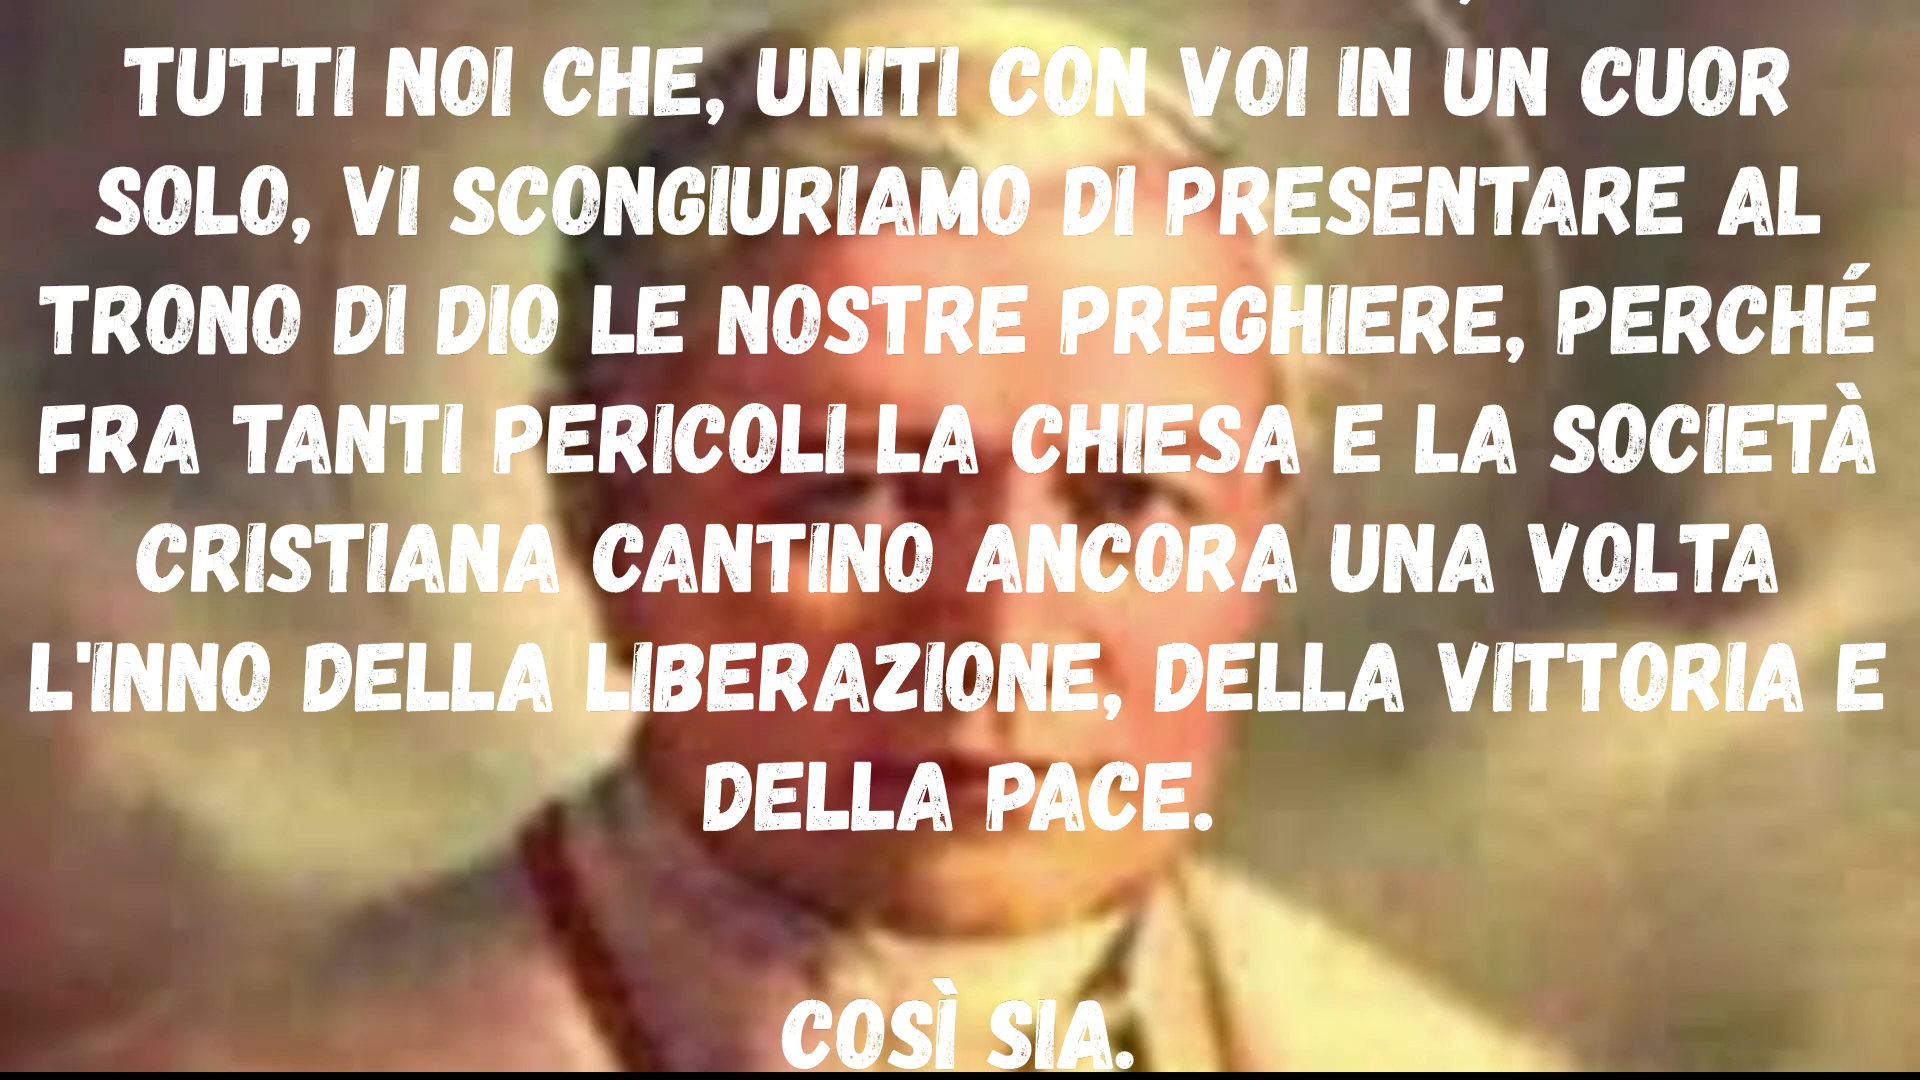 TUTTI NOI CHE, UNITI CON VOI IN UN CUOR
SOLO, VI SCONGIURIAMO DI PRESENTARE AL
TRONO DI DIO LE NOSTRE PREGHIERE, PERCHÉ
FRA TANTI PERICOLI LA CHIESA E LA SOCIETÀ
CRISTIANA CANTINO ANCORA UNA VOLTA
L'INNO DELLA LIBERAZIONE, DELLA VITTORIA E
DELLA PACE.
COSÌ SIA.